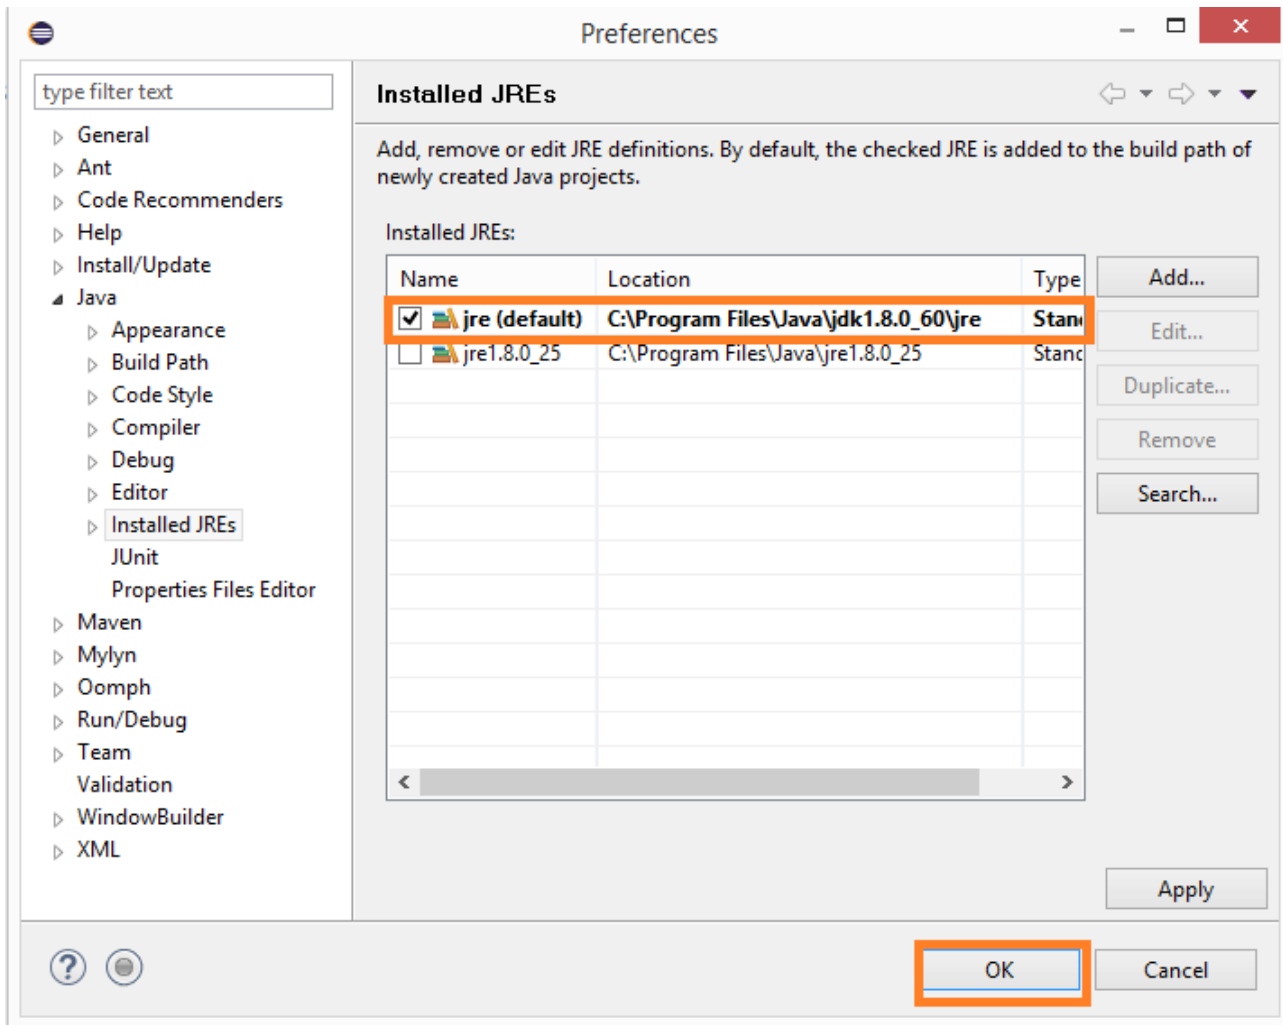 Preferences
type filter text
General
Ant
Code Recommenders
Help
Install/Update
Java
Appearance
Build Path
Code Style
Compiler
Debug
Editor
Installed JREs
JUnit
Properties Files Editor
Maven
Mylyn
Oomph
Run/Debug
Team
Validation
WindowBuilder
XML
Installed JREs
Add, remove or edit JRE definitions. By default, the checked JRE is added to the build path of
newly created Java projects.
Installed JREs:
Name Location Type
jre (default) C:\Program Files\Java\jdk1.8.0_60\jre Stan
jre1.8.0_25 C:\Program Files\Java\jre1.8.0_25 Stanc
Add...
Edit...
Duplicate...
Remove
Search...
Apply
?
OK
Cancel